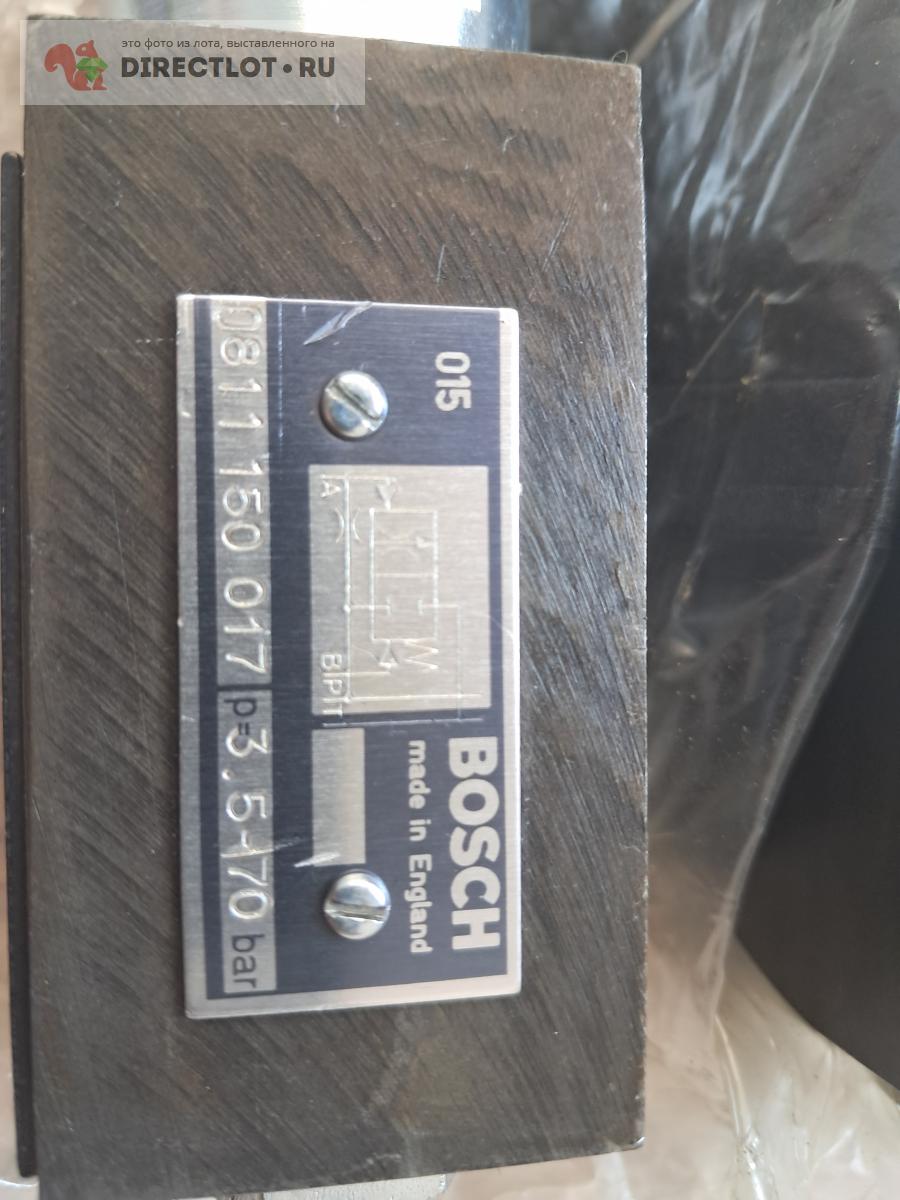 это фото из лота, выставленного на
DIRECTLOT.RU
015
BOSCH
made in England
A
B
P
T
0811 150 017 p=3.5-170 bar